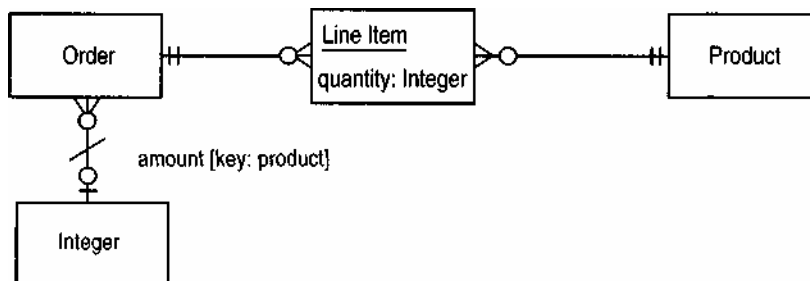 Order
Line Item
quantity: Integer
Product
amount [key: product]
Integer